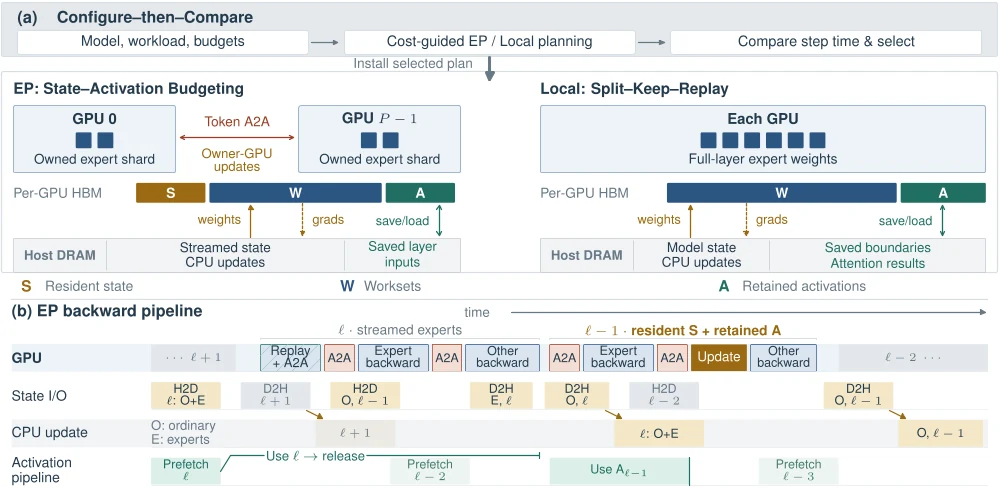 (a) Configure–then–Compare
Model, workload, budgets
Cost-guided EP / Local planning
Compare step time & select
Install selected plan
EP: State–Activation Budgeting
GPU 0
Owned expert shard
Token A2A
Owner-GPU
updates
GPU P − 1
Owned expert shard
Per-GPU HBM
S
W
A
weights
grads
save/load
Host DRAM
Streamed state
CPU updates
Saved layer
inputs
Local: Split–Keep–Replay
Each GPU
Full-layer expert weights
Per-GPU HBM
W
A
weights
grads
save/load
Host DRAM
Model state
CPU updates
Saved boundaries
Attention results
S Resident state
W Worksets
A Retained activations
(b) EP backward pipeline
time
ℓ · streamed experts
ℓ − 1 · resident S + retained A
GPU
··· ℓ + 1
Replay
+ A2A
A2A
Expert
backward
A2A
Other
backward
A2A
Expert
backward
A2A
Update
Other
backward
ℓ − 2 ···
State I/O
H2D
ℓ: O+E
D2H
ℓ + 1
H2D
O, ℓ − 1
D2H
E, ℓ
D2H
O, ℓ
H2D
ℓ − 2
D2H
O, ℓ − 1
CPU update
O: ordinary
E: experts
ℓ + 1
ℓ: O+E
O, ℓ − 1
Activation
pipeline
Prefetch
ℓ
Use ℓ → release
Prefetch
ℓ − 2
Use Aℓ−1
Prefetch
ℓ − 3